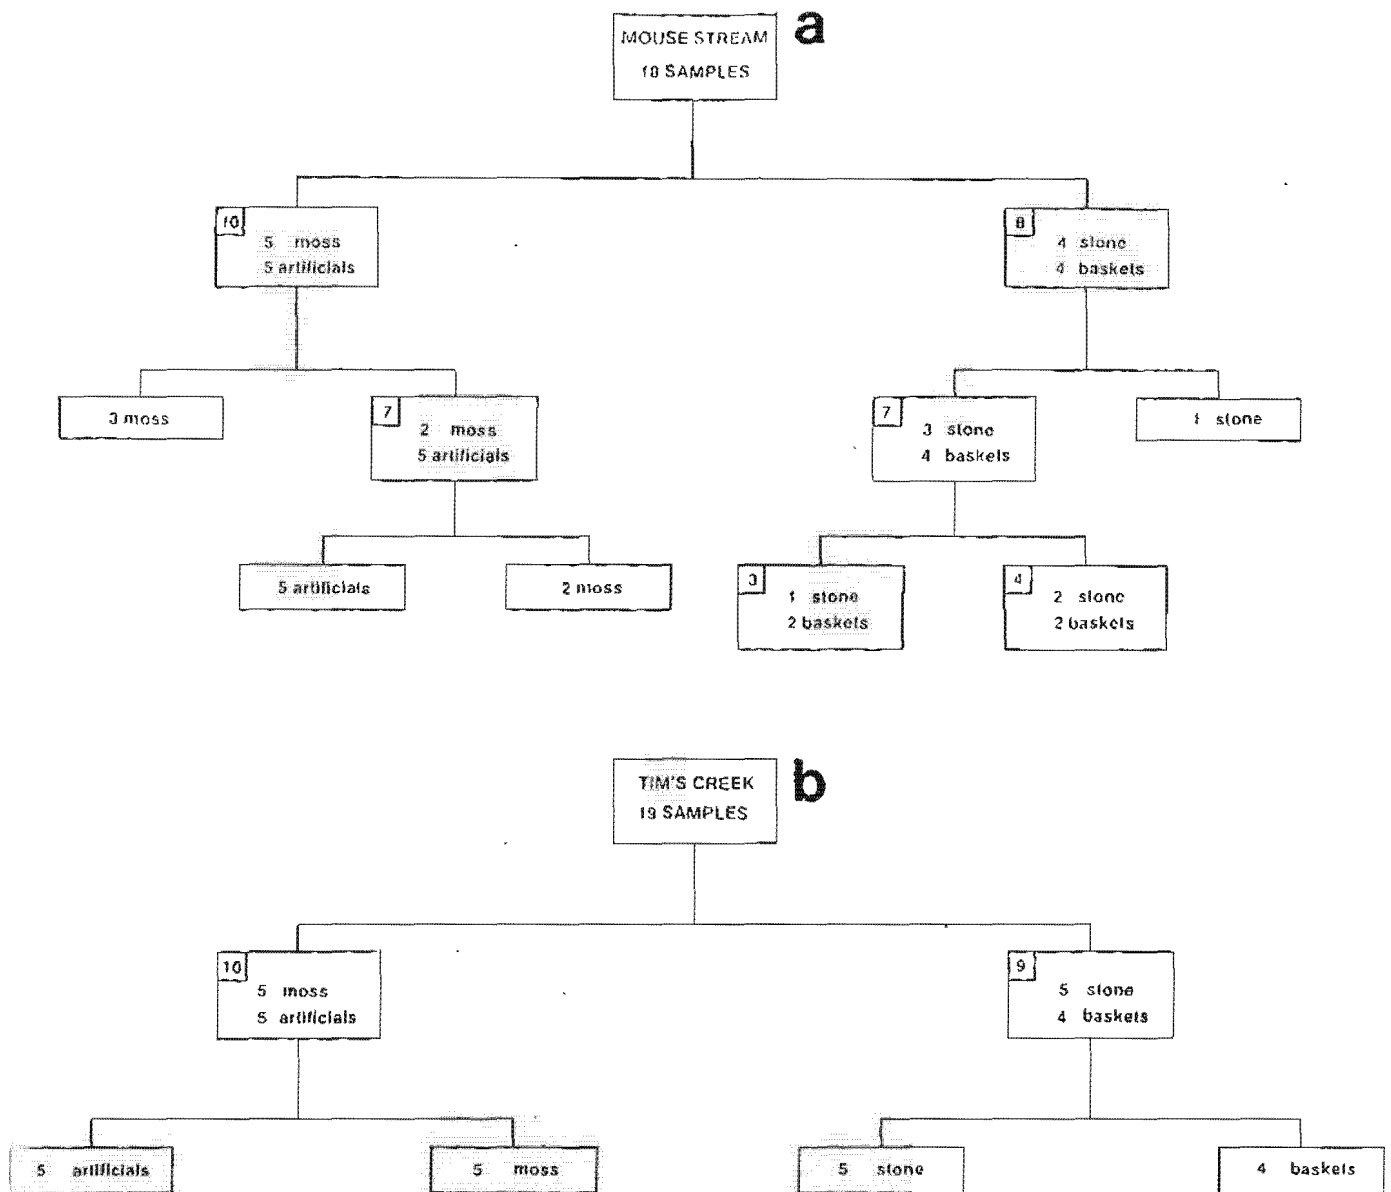 a
MOUSE STREAM
18 SAMPLES
10
5 moss
5 artificials
8
4 stone
4 baskets
3 moss
7
2 moss
5 artificials
7
3 stone
4 baskets
1 stone
5 artificials
2 moss
3
1 stone
2 baskets
4
2 stone
2 baskets
b
TIM'S CREEK
19 SAMPLES
10
5 moss
5 artificials
9
5 stone
4 baskets
5 artificials
5 moss
5 stone
4 baskets